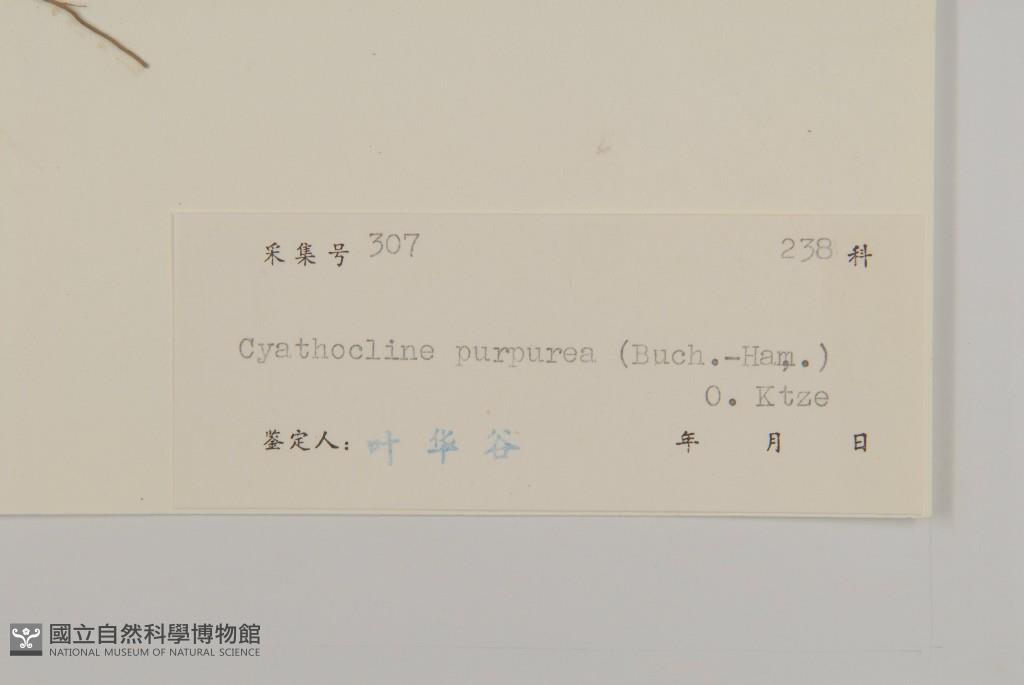 采集号 307 238 科
Cyathocline purpurea (Buch.-Ham.)
O. Ktze
鉴定人: 叶华谷 年 月 日
國立自然科學博物館
NATIONAL MUSEUM OF NATURAL SCIENCE